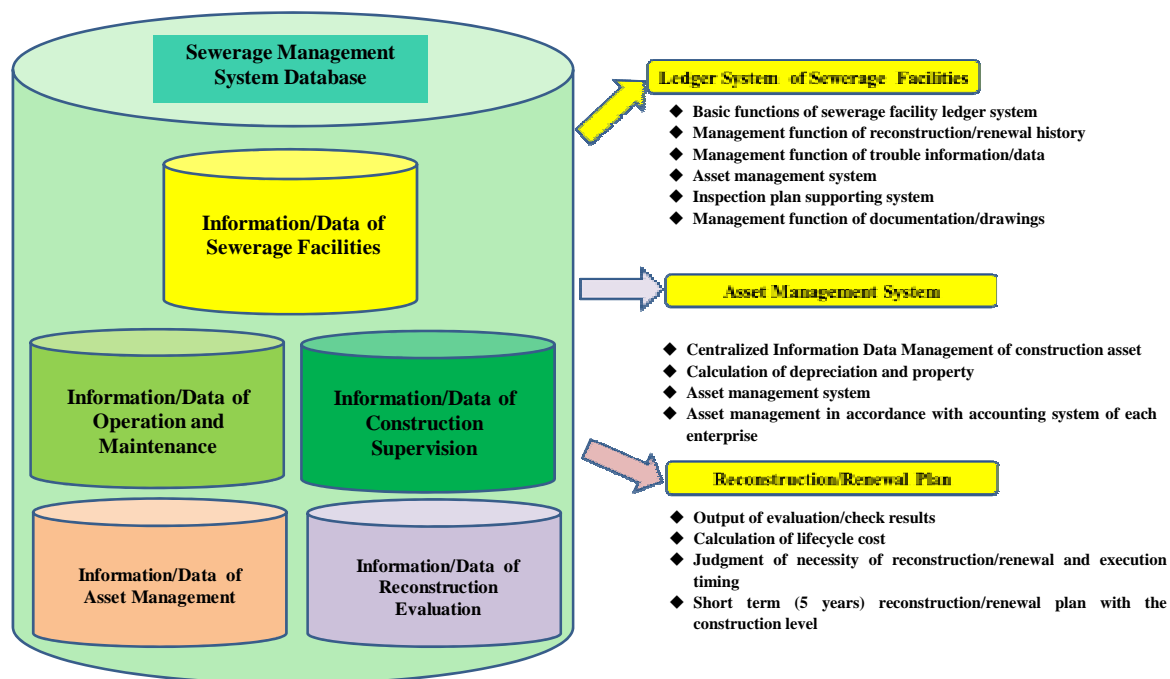 Sewerage Management
System Database
Information/Data of
Sewerage Facilities
Information/Data of
Operation and
Maintenance
Information/Data of
Construction
Supervision
Information/Data of
Asset Management
Information/Data of
Reconstruction
Evaluation
Ledger System of Sewerage Facilities
◆ Basic functions of sewerage facility ledger system
◆ Management function of reconstruction/renewal history
◆ Management function of trouble information/data
◆ Asset management system
◆ Inspection plan supporting system
◆ Management function of documentation/drawings
Asset Management System
◆ Centralized Information Data Management of construction asset
◆ Calculation of depreciation and property
◆ Asset management system
◆ Asset management in accordance with accounting system of each
enterprise
Reconstruction/Renewal Plan
◆ Output of evaluation/check results
◆ Calculation of lifecycle cost
◆ Judgment of necessity of reconstruction/renewal and execution
timing
◆ Short term (5 years) reconstruction/renewal plan with the
construction level